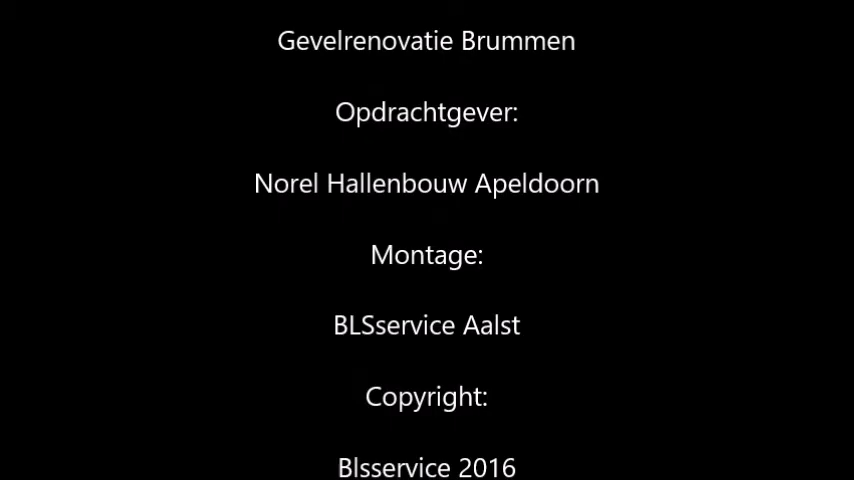 Gevelrenovatie Brummen
Opdrachtgever:
Norel Hallenbouw Apeldoorn
Montage:
BLSservice Aalst
Copyright:
Blsservice 2016